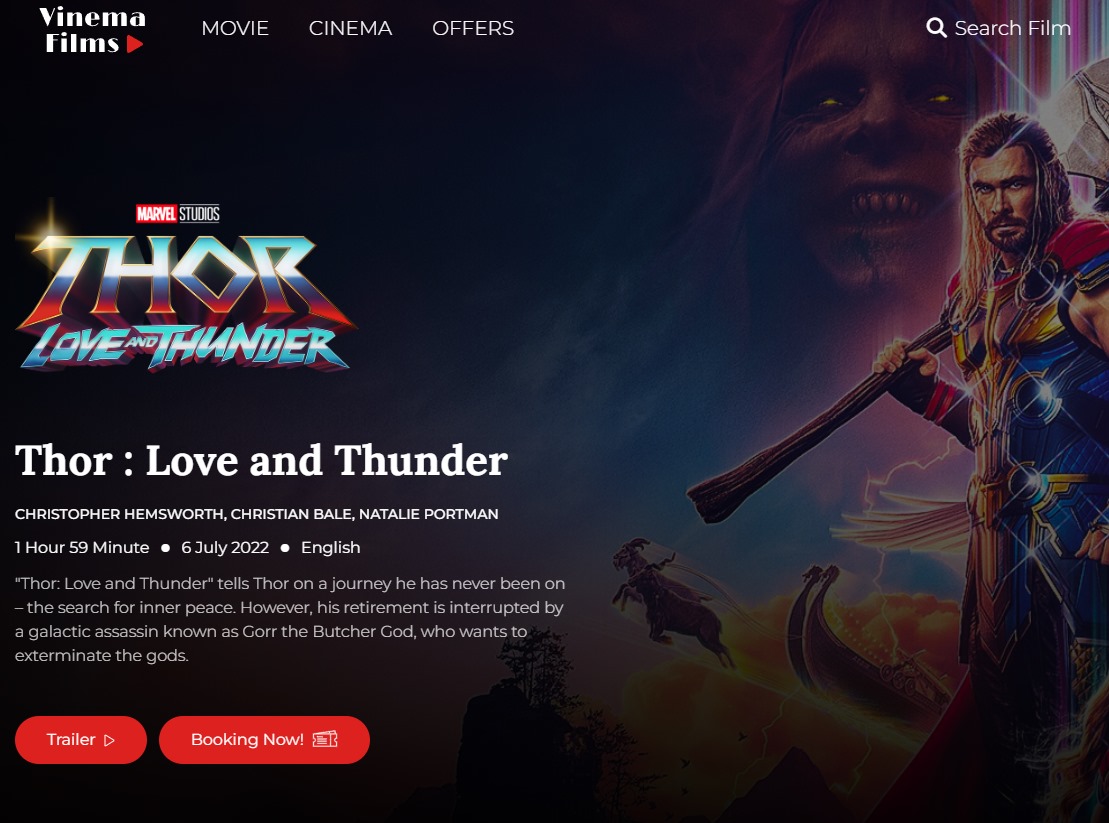 Vinema
Films
MOVIE CINEMA OFFERS
Search Film
MARVEL STUDIOS
THOR
LOVE AND THUNDER
Thor : Love and Thunder
CHRISTOPHER HEMSWORTH, CHRISTIAN BALE, NATALIE PORTMAN
1 Hour 59 Minute ● 6 July 2022 ● English
"Thor: Love and Thunder" tells Thor on a journey he has never been on
– the search for inner peace. However, his retirement is interrupted by
a galactic assassin known as Gorr the Butcher God, who wants to
exterminate the gods.
Trailer
Booking Now!